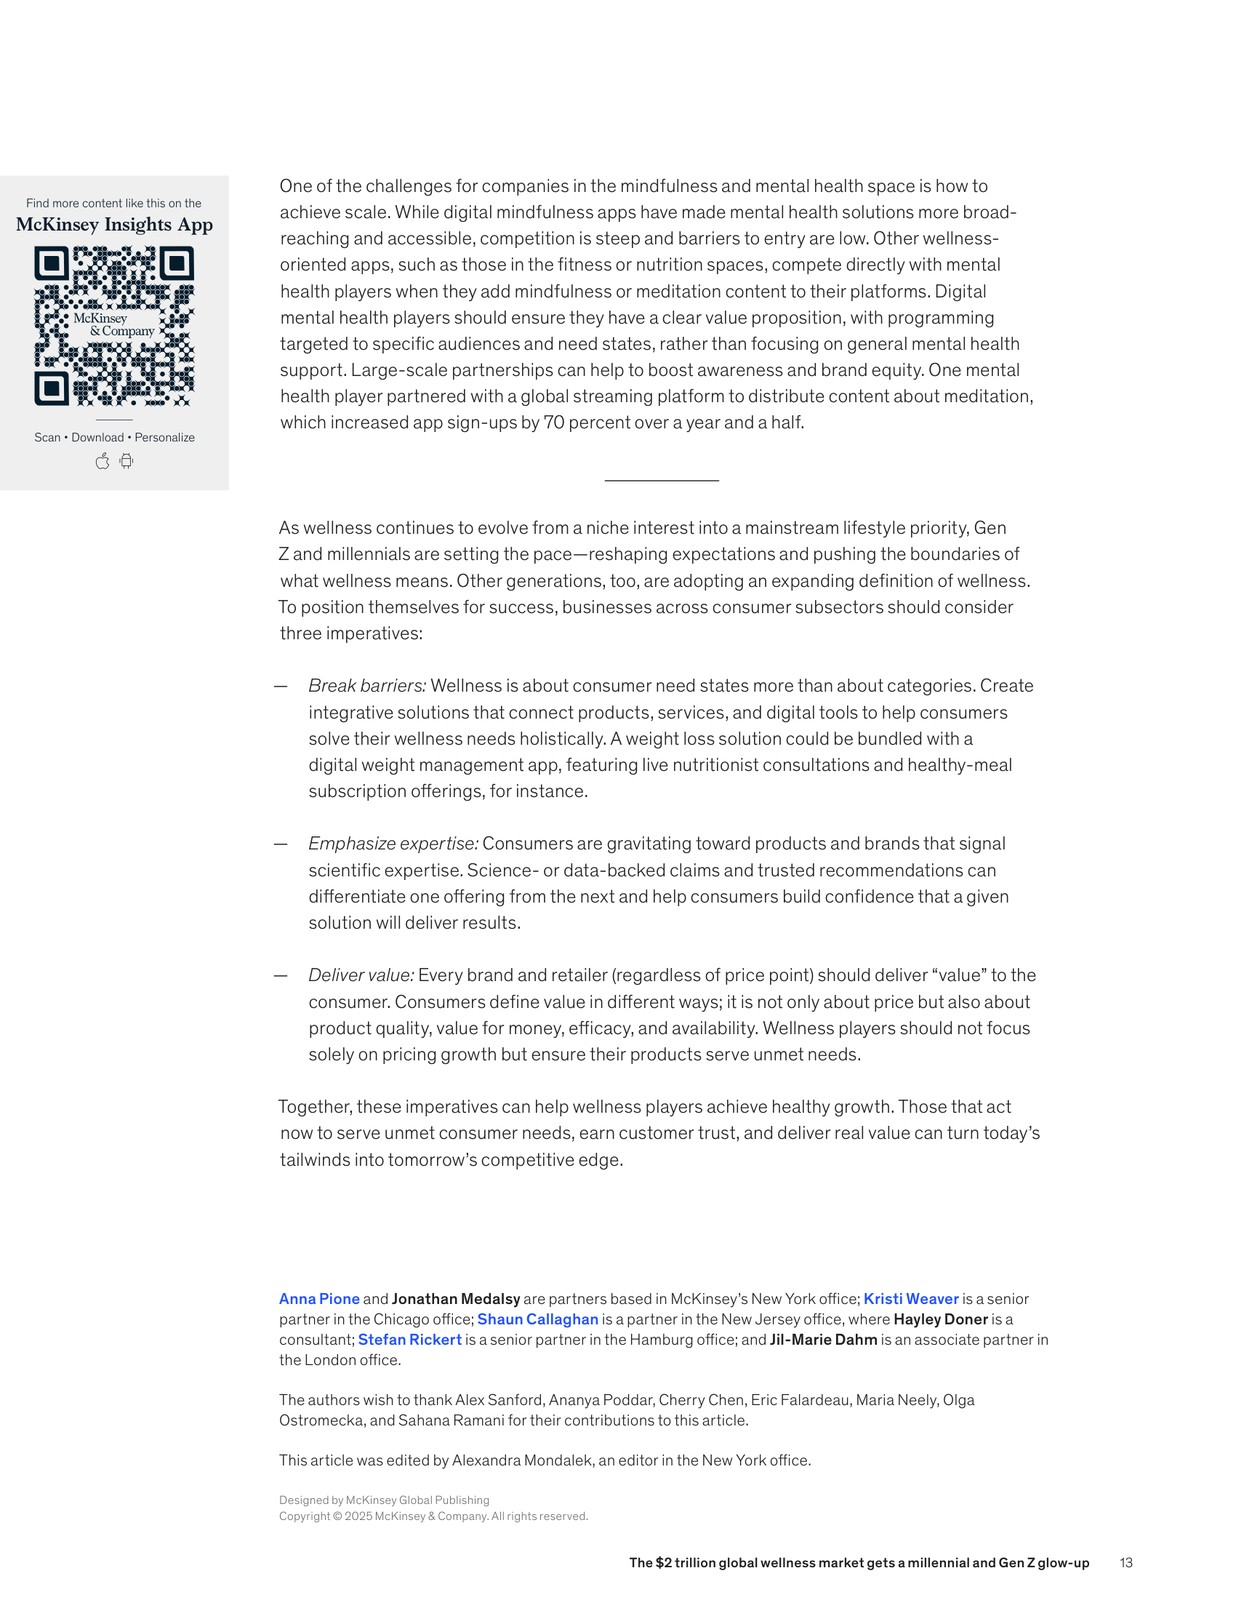 Find more content like this on the
McKinsey Insights App
McKinsey
& Company
Scan • Download • Personalize
One of the challenges for companies in the mindfulness and mental health space is how to
achieve scale. While digital mindfulness apps have made mental health solutions more broad-
reaching and accessible, competition is steep and barriers to entry are low. Other wellness-
oriented apps, such as those in the fitness or nutrition spaces, compete directly with mental
health players when they add mindfulness or meditation content to their platforms. Digital
mental health players should ensure they have a clear value proposition, with programming
targeted to specific audiences and need states, rather than focusing on general mental health
support. Large-scale partnerships can help to boost awareness and brand equity. One mental
health player partnered with a global streaming platform to distribute content about meditation,
which increased app sign-ups by 70 percent over a year and a half.
As wellness continues to evolve from a niche interest into a mainstream lifestyle priority, Gen
Z and millennials are setting the pace—reshaping expectations and pushing the boundaries of
what wellness means. Other generations, too, are adopting an expanding definition of wellness.
To position themselves for success, businesses across consumer subsectors should consider
three imperatives:
— Break barriers: Wellness is about consumer need states more than about categories. Create
integrative solutions that connect products, services, and digital tools to help consumers
solve their wellness needs holistically. A weight loss solution could be bundled with a
digital weight management app, featuring live nutritionist consultations and healthy-meal
subscription offerings, for instance.
— Emphasize expertise: Consumers are gravitating toward products and brands that signal
scientific expertise. Science- or data-backed claims and trusted recommendations can
differentiate one offering from the next and help consumers build confidence that a given
solution will deliver results.
— Deliver value: Every brand and retailer (regardless of price point) should deliver “value” to the
consumer. Consumers define value in different ways; it is not only about price but also about
product quality, value for money, efficacy, and availability. Wellness players should not focus
solely on pricing growth but ensure their products serve unmet needs.
Together, these imperatives can help wellness players achieve healthy growth. Those that act
now to serve unmet consumer needs, earn customer trust, and deliver real value can turn today’s
tailwinds into tomorrow’s competitive edge.
Anna Pione and Jonathan Medalsy are partners based in McKinsey’s New York office; Kristi Weaver is a senior
partner in the Chicago office; Shaun Callaghan is a partner in the New Jersey office, where Hayley Doner is a
consultant; Stefan Rickert is a senior partner in the Hamburg office; and Jil-Marie Dahm is an associate partner in
the London office.
The authors wish to thank Alex Sanford, Ananya Poddar, Cherry Chen, Eric Falardeau, Maria Neely, Olga
Ostromecka, and Sahana Ramani for their contributions to this article.
This article was edited by Alexandra Mondalek, an editor in the New York office.
Designed by McKinsey Global Publishing
Copyright © 2025 McKinsey & Company. All rights reserved.
The $2 trillion global wellness market gets a millennial and Gen Z glow-up 13